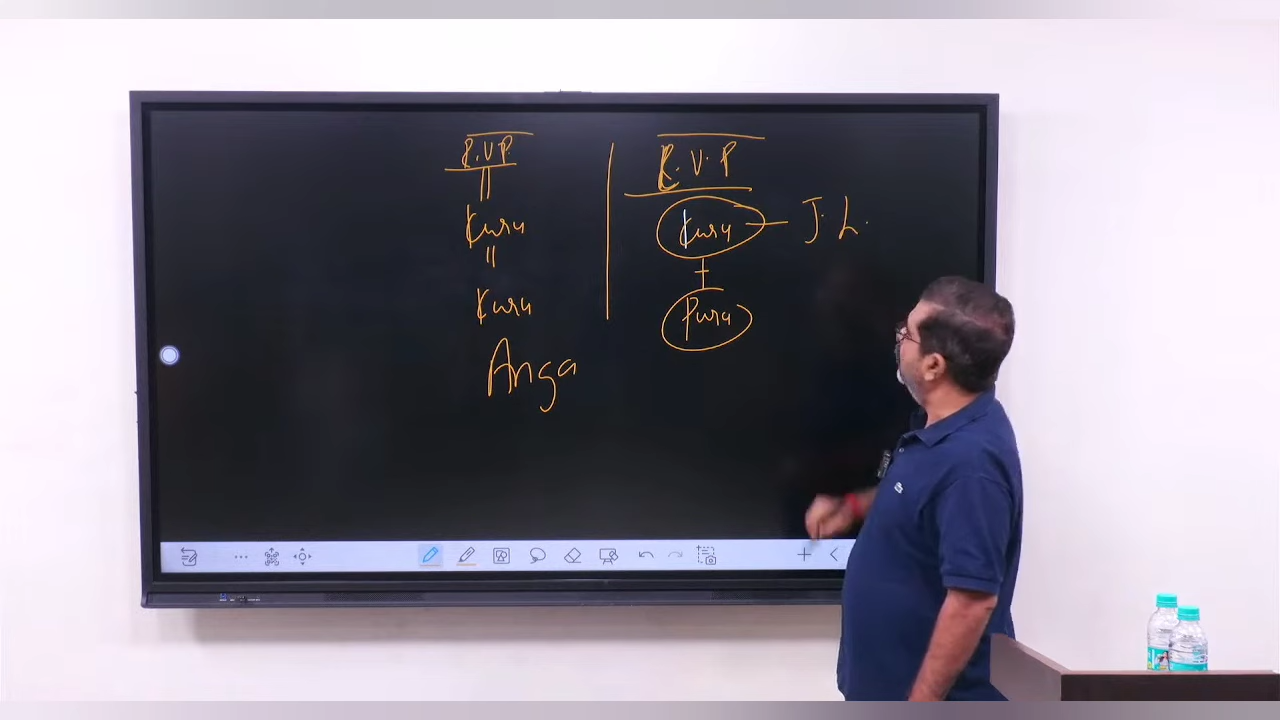 R.V.P.
Kuru
Kuru
Anga
R.V.P
Kuru — J.L.
+
Puru